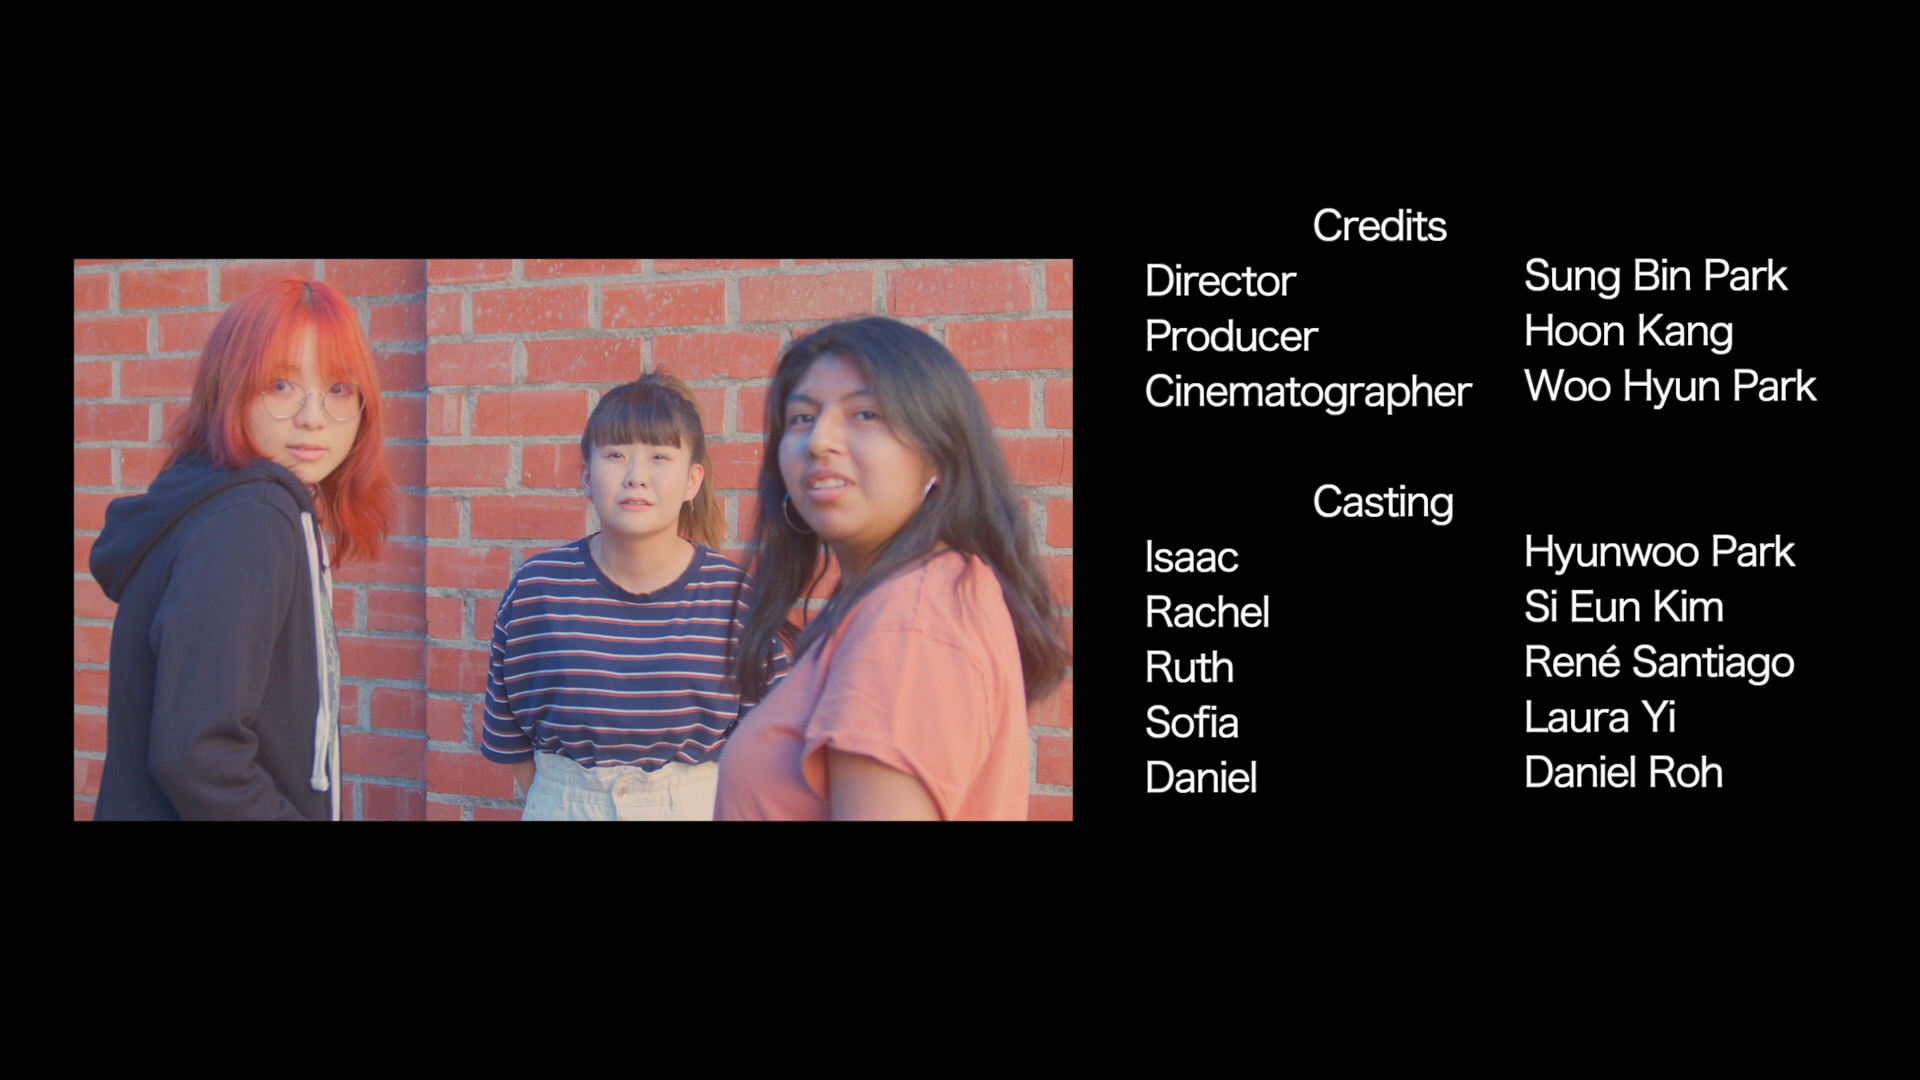 Credits
Director Sung Bin Park
Producer Hoon Kang
Cinematographer Woo Hyun Park
Casting
Isaac Hyunwoo Park
Rachel Si Eun Kim
Ruth René Santiago
Sofia Laura Yi
Daniel Daniel Roh